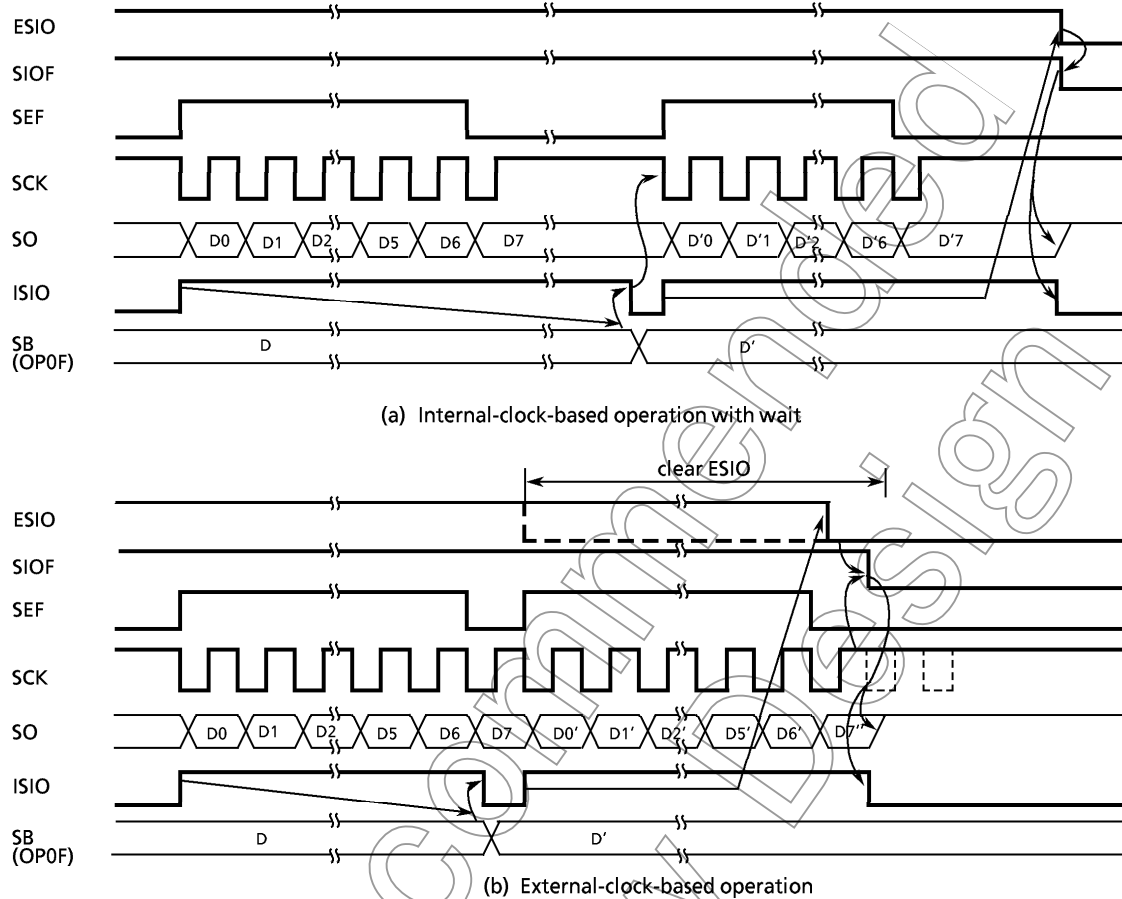 ESIO
SIOF
SEF
SCK
SO D0 D1 D2 D5 D6 D7 D'0 D'1 D'2 D'6 D'7
ISIO
SB D D'
(OP0F)
(a) Internal-clock-based operation with wait
clear ESIO
ESIO
SIOF
SEF
SCK
SO D0 D1 D2 D5 D6 D7 D0' D1' D2' D5' D6' D7'
ISIO
SB D D'
(OP0F)
(b) External-clock-based operation
commended
Design